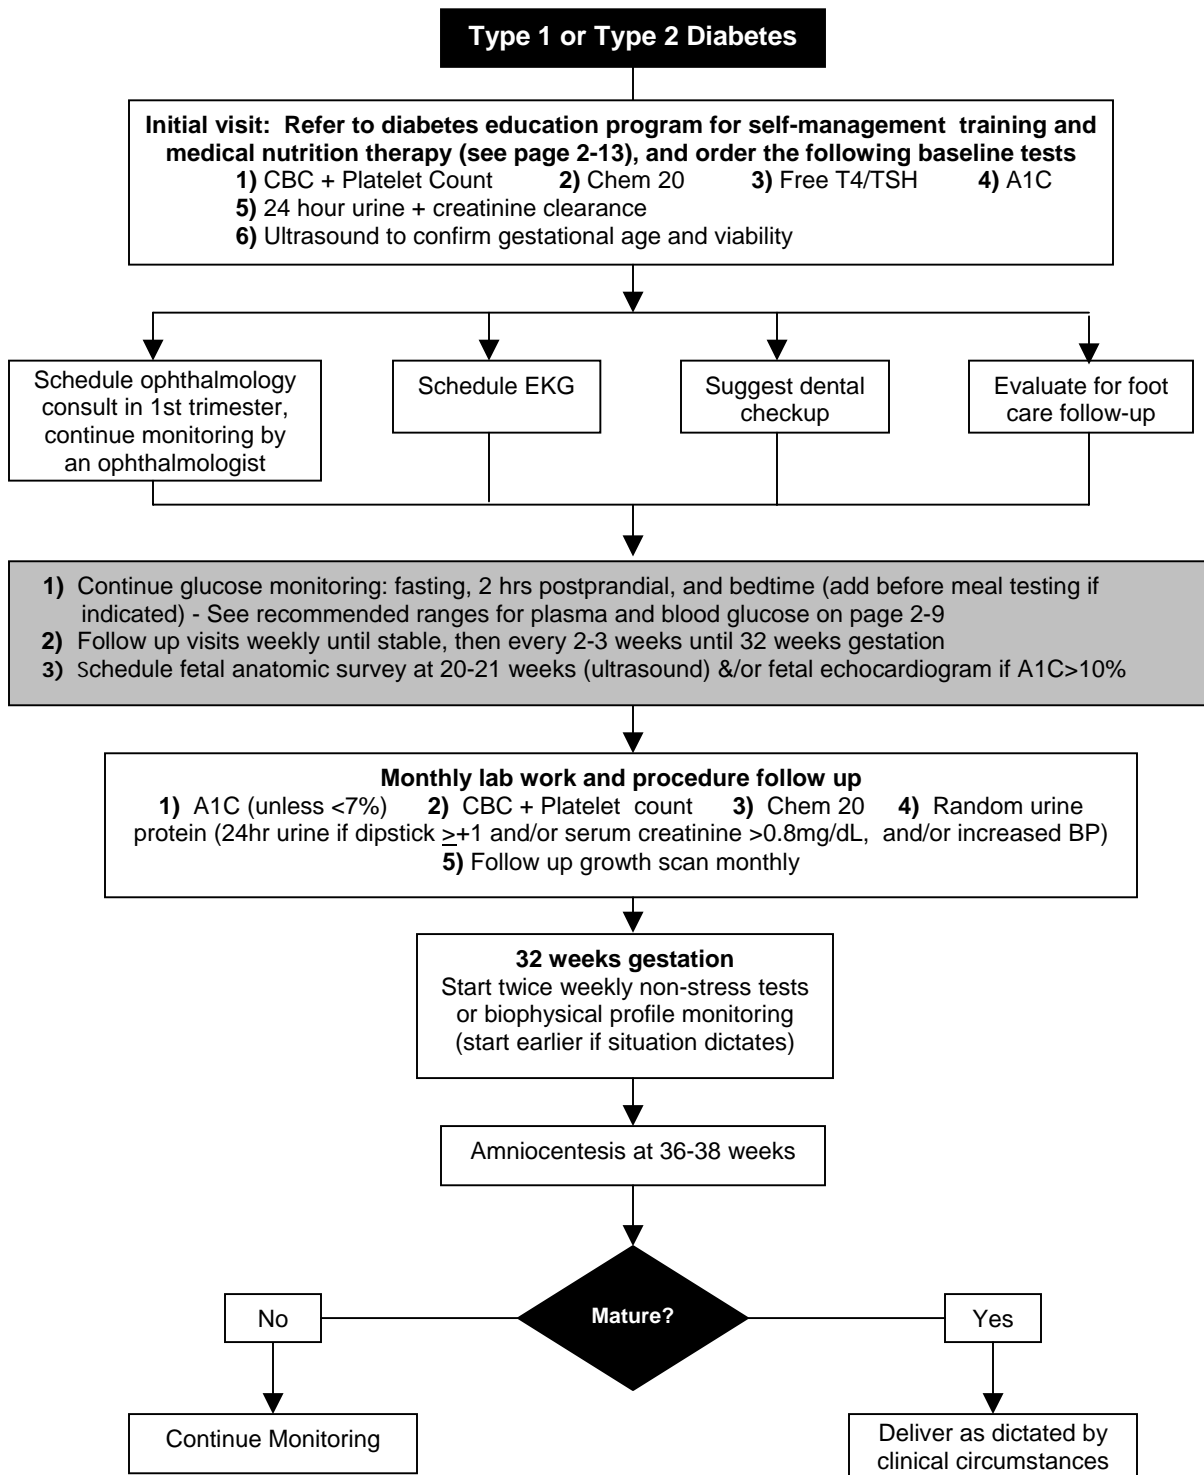 Type 1 or Type 2 Diabetes
Initial visit:  Refer to diabetes education program for self-management  training and
medical nutrition therapy (see page 2-13), and order the following baseline tests
1) CBC + Platelet Count 2) Chem 20 3) Free T4/TSH 4) A1C
5) 24 hour urine + creatinine clearance
6) Ultrasound to confirm gestational age and viability
Schedule ophthalmology
consult in 1st trimester,
continue monitoring by
an ophthalmologist
Schedule EKG
Suggest dental
checkup
Evaluate for foot
care follow-up
1) Continue glucose monitoring: fasting, 2 hrs postprandial, and bedtime (add before meal testing if
indicated) - See recommended ranges for plasma and blood glucose on page 2-9
2) Follow up visits weekly until stable, then every 2-3 weeks until 32 weeks gestation
3) Schedule fetal anatomic survey at 20-21 weeks (ultrasound) &/or fetal echocardiogram if A1C>10%
Monthly lab work and procedure follow up
1) A1C (unless <7%) 2) CBC + Platelet  count 3) Chem 20 4) Random urine
protein (24hr urine if dipstick ≥+1 and/or serum creatinine >0.8mg/dL,  and/or increased BP)
5) Follow up growth scan monthly
32 weeks gestation
Start twice weekly non-stress tests
or biophysical profile monitoring
(start earlier if situation dictates)
Amniocentesis at 36-38 weeks
Mature?
No
Yes
Continue Monitoring
Deliver as dictated by
clinical circumstances